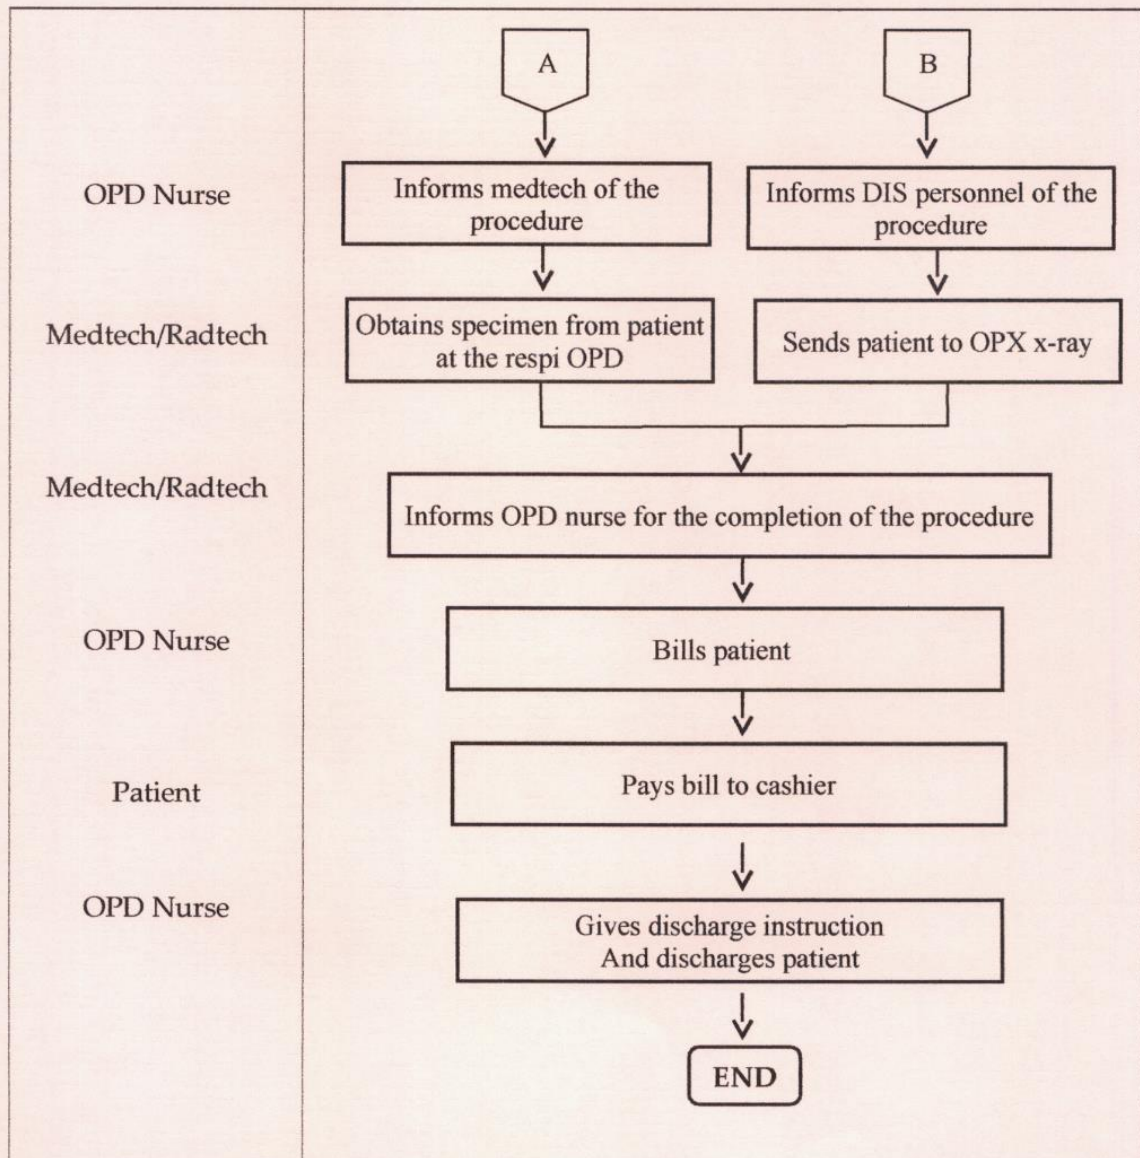 A
B
OPD Nurse
Informs medtech of the
procedure
Informs DIS personnel of the
procedure
Medtech/Radtech
Obtains specimen from patient
at the respi OPD
Sends patient to OPX x-ray
Medtech/Radtech
Informs OPD nurse for the completion of the procedure
OPD Nurse
Bills patient
Patient
Pays bill to cashier
OPD Nurse
Gives discharge instruction
And discharges patient
END